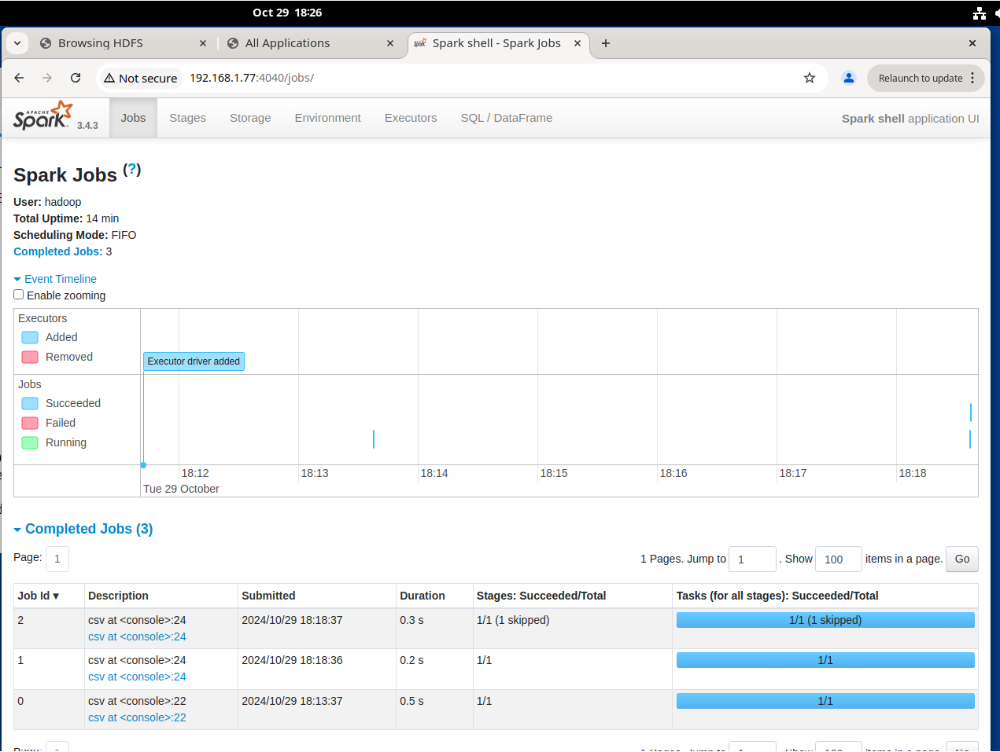 Oct 29 18:26
Browsing HDFS
All Applications
Spark shell - Spark Jobs
Not secure 192.168.1.77:4040/jobs/
Relaunch to update
APACHE Spark 3.4.3 Jobs Stages Storage Environment Executors SQL / DataFrame Spark shell application UI
Spark Jobs (?)
User: hadoop
Total Uptime: 14 min
Scheduling Mode: FIFO
Completed Jobs: 3
Event Timeline
Enable zooming
Executors
Added
Removed
Executor driver added
Jobs
Succeeded
Failed
Running
18:12 18:13 18:14 18:15 18:16 18:17 18:18
Tue 29 October
Completed Jobs (3)
Page: 1 1 Pages. Jump to 1 . Show 100 items in a page. Go
Job Id ▾ Description Submitted Duration Stages: Succeeded/Total Tasks (for all stages): Succeeded/Total
2 csv at <console>:24 2024/10/29 18:18:37 0.3 s 1/1 (1 skipped) 1/1 (1 skipped)
csv at <console>:24
1 csv at <console>:24 2024/10/29 18:18:36 0.2 s 1/1 1/1
csv at <console>:24
0 csv at <console>:22 2024/10/29 18:13:37 0.5 s 1/1 1/1
csv at <console>:22